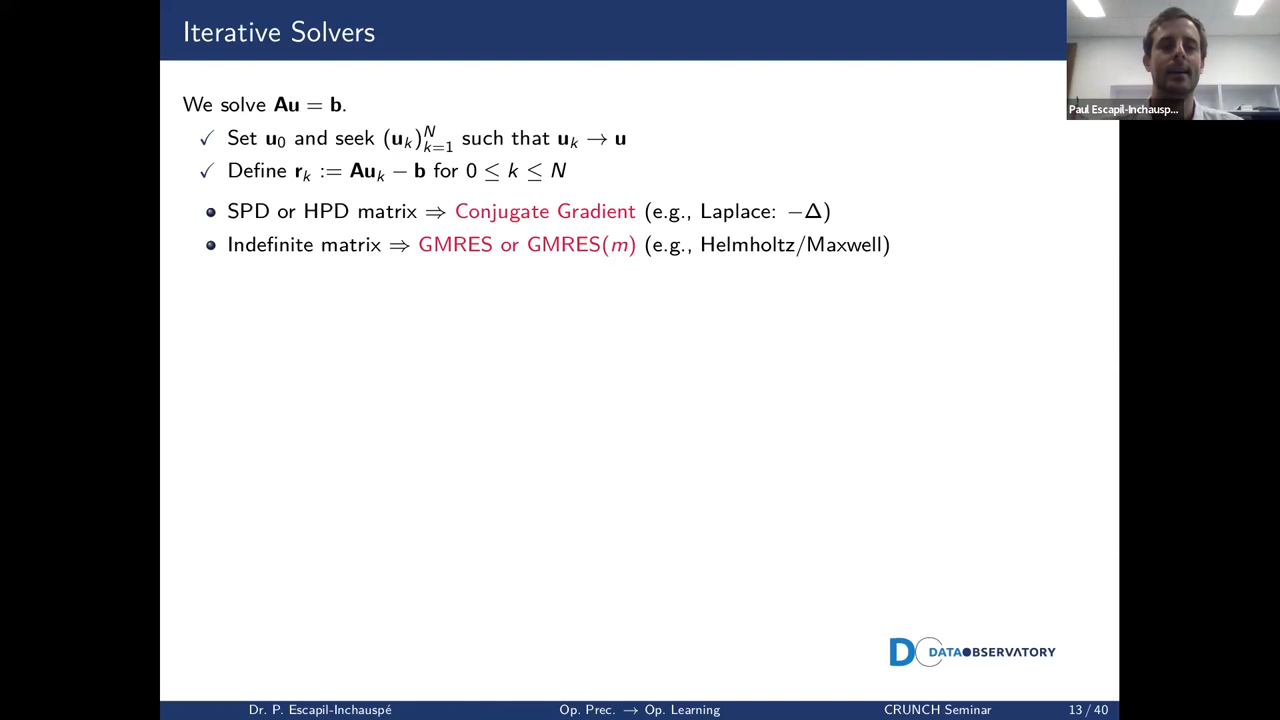 Iterative Solvers
Paul Escapil-Inchausp...
We solve Au = b.
✓ Set u₀ and seek (uₖ)ᴺₖ₌₁ such that uₖ → u
✓ Define rₖ := Auₖ − b for 0 ≤ k ≤ N
• SPD or HPD matrix ⇒ Conjugate Gradient (e.g., Laplace: −Δ)
• Indefinite matrix ⇒ GMRES or GMRES(m) (e.g., Helmholtz/Maxwell)
DO DATAOBSERVATORY
Dr. P. Escapil-Inchauspé Op. Prec. → Op. Learning CRUNCH Seminar 13 / 40